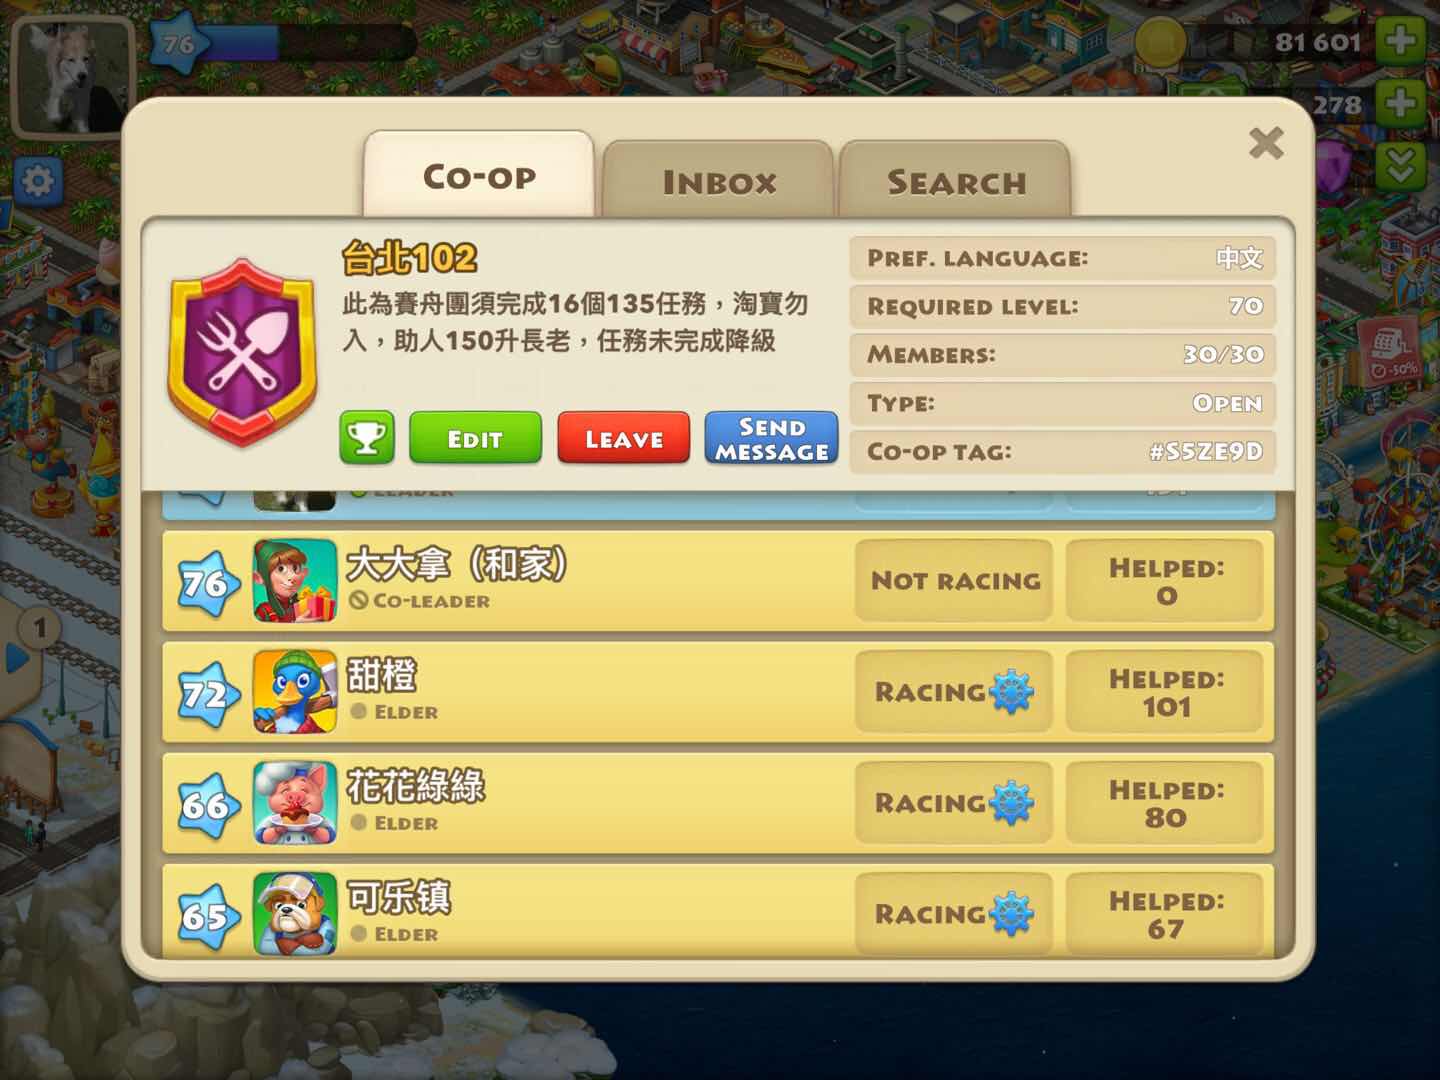 76
81 601
278
CO-OP
INBOX
SEARCH
台北102
此為賽舟團須完成16個135任務，淘寶勿
入，助人150升長老，任務未完成降級
EDIT
LEAVE
SEND
MESSAGE
PREF. LANGUAGE: 中文
REQUIRED LEVEL: 70
MEMBERS: 30/30
TYPE: OPEN
CO-OP TAG: #S5ZE9D
LEADER
76 大大拿（和家）
CO-LEADER
NOT RACING
HELPED:
0
72 甜橙
ELDER
RACING
HELPED:
101
66 花花綠綠
ELDER
RACING
HELPED:
80
65 可乐镇
ELDER
RACING
HELPED:
67
1
-50%